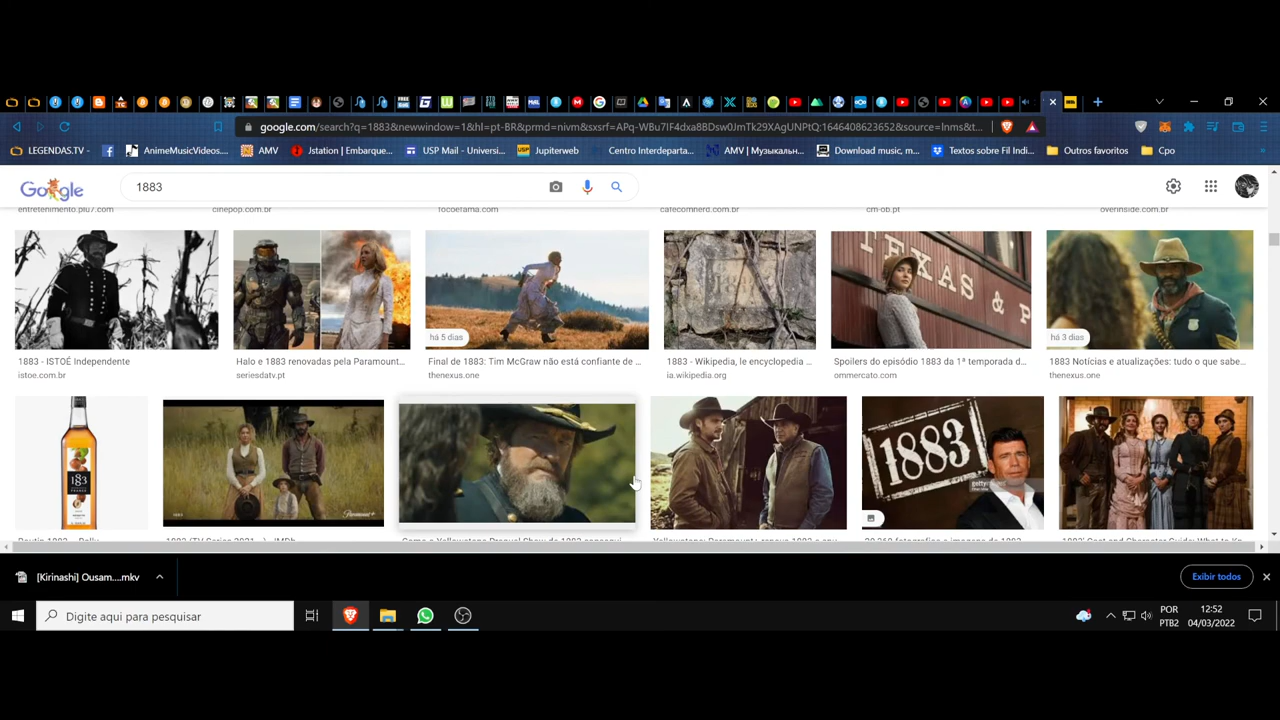 google.com/search?q=1883&newwindow=1&hl=pt-BR&prmd=nivm&sxsrf=APq-WBu7IF4dxa8BDsw0JmTk29XAgUNPtQ:1646408623652&source=lnms&t...
LEGENDAS.TV -
AnimeMusicVideos...
AMV
Jstation | Embarque...
USP Mail - Universi...
Jupiterweb
Centro Interdeparta...
AMV | Музыкальн...
Download music, m...
Textos sobre Fil Indi...
Outros favoritos
Cpo
Google
1883
entretenimento.plu7.com
cinepop.com.br
focoefama.com
cafecomnerd.com.br
cm-ob.pt
overinside.com.br
TEXAS & P
há 5 dias
há 3 dias
1883 - ISTOÉ Independente
istoe.com.br
Halo e 1883 renovadas pela Paramount...
seriesdatv.pt
Final de 1883: Tim McGraw não está confiante de ...
thenexus.one
1883 - Wikipedia, le encyclopedia ...
ia.wikipedia.org
Spoilers do episódio 1883 da 1ª temporada d...
ommercato.com
1883 Notícias e atualizações: tudo o que sabe...
thenexus.one
1883
Paramount+
1883
gettyimages
[Kirinashi] Ousam....mkv
Exibir todos
Digite aqui para pesquisar
POR
PTB2
12:52
04/03/2022